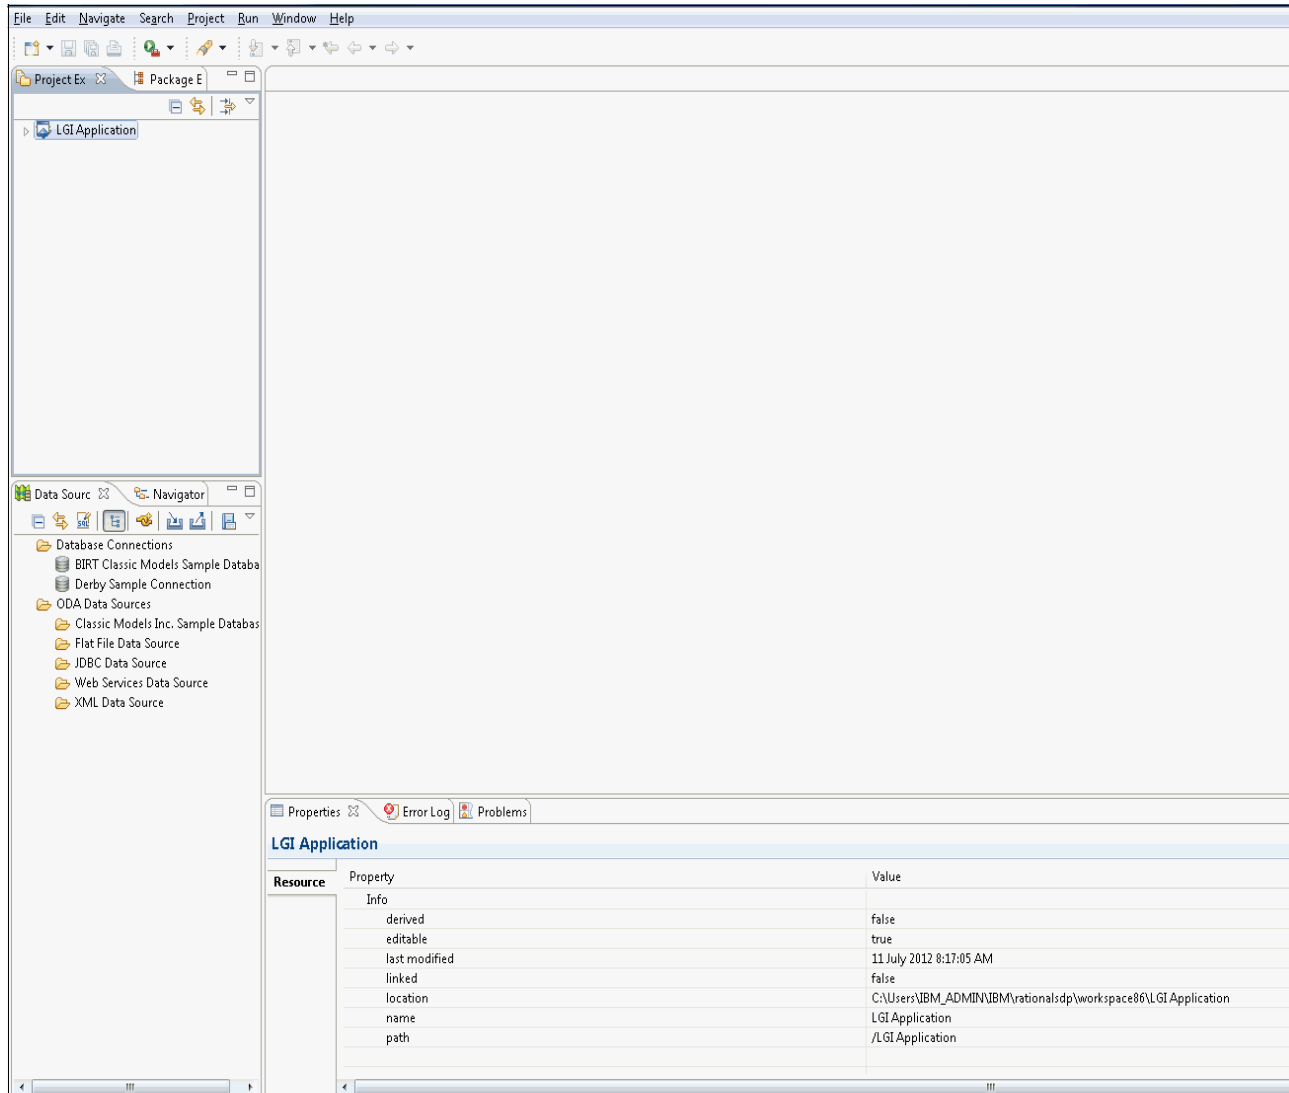 File Edit Navigate Search Project Run Window Help
Project Ex Package E
LGI Application
Data Sourc Navigator
Database Connections
BIRT Classic Models Sample Databa
Derby Sample Connection
ODA Data Sources
Classic Models Inc. Sample Databas
Flat File Data Source
JDBC Data Source
Web Services Data Source
XML Data Source
Properties Error Log Problems
LGI Application
Resource
Property Value
Info
derived false
editable true
last modified 11 July 2012 8:17:05 AM
linked false
location C:\Users\IBM_ADMIN\IBM\rationalsdp\workspace86\LGI Application
name LGI Application
path /LGI Application